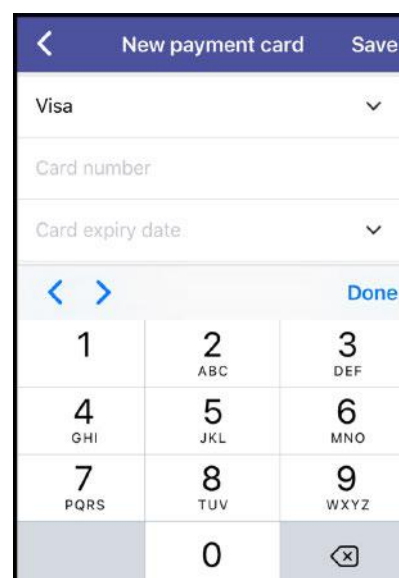 New payment card Save
Visa
Card number
Card expiry date
Done
1 2 3
ABC DEF
4 5 6
GHI JKL MNO
7 8 9
PQRS TUV WXYZ
0